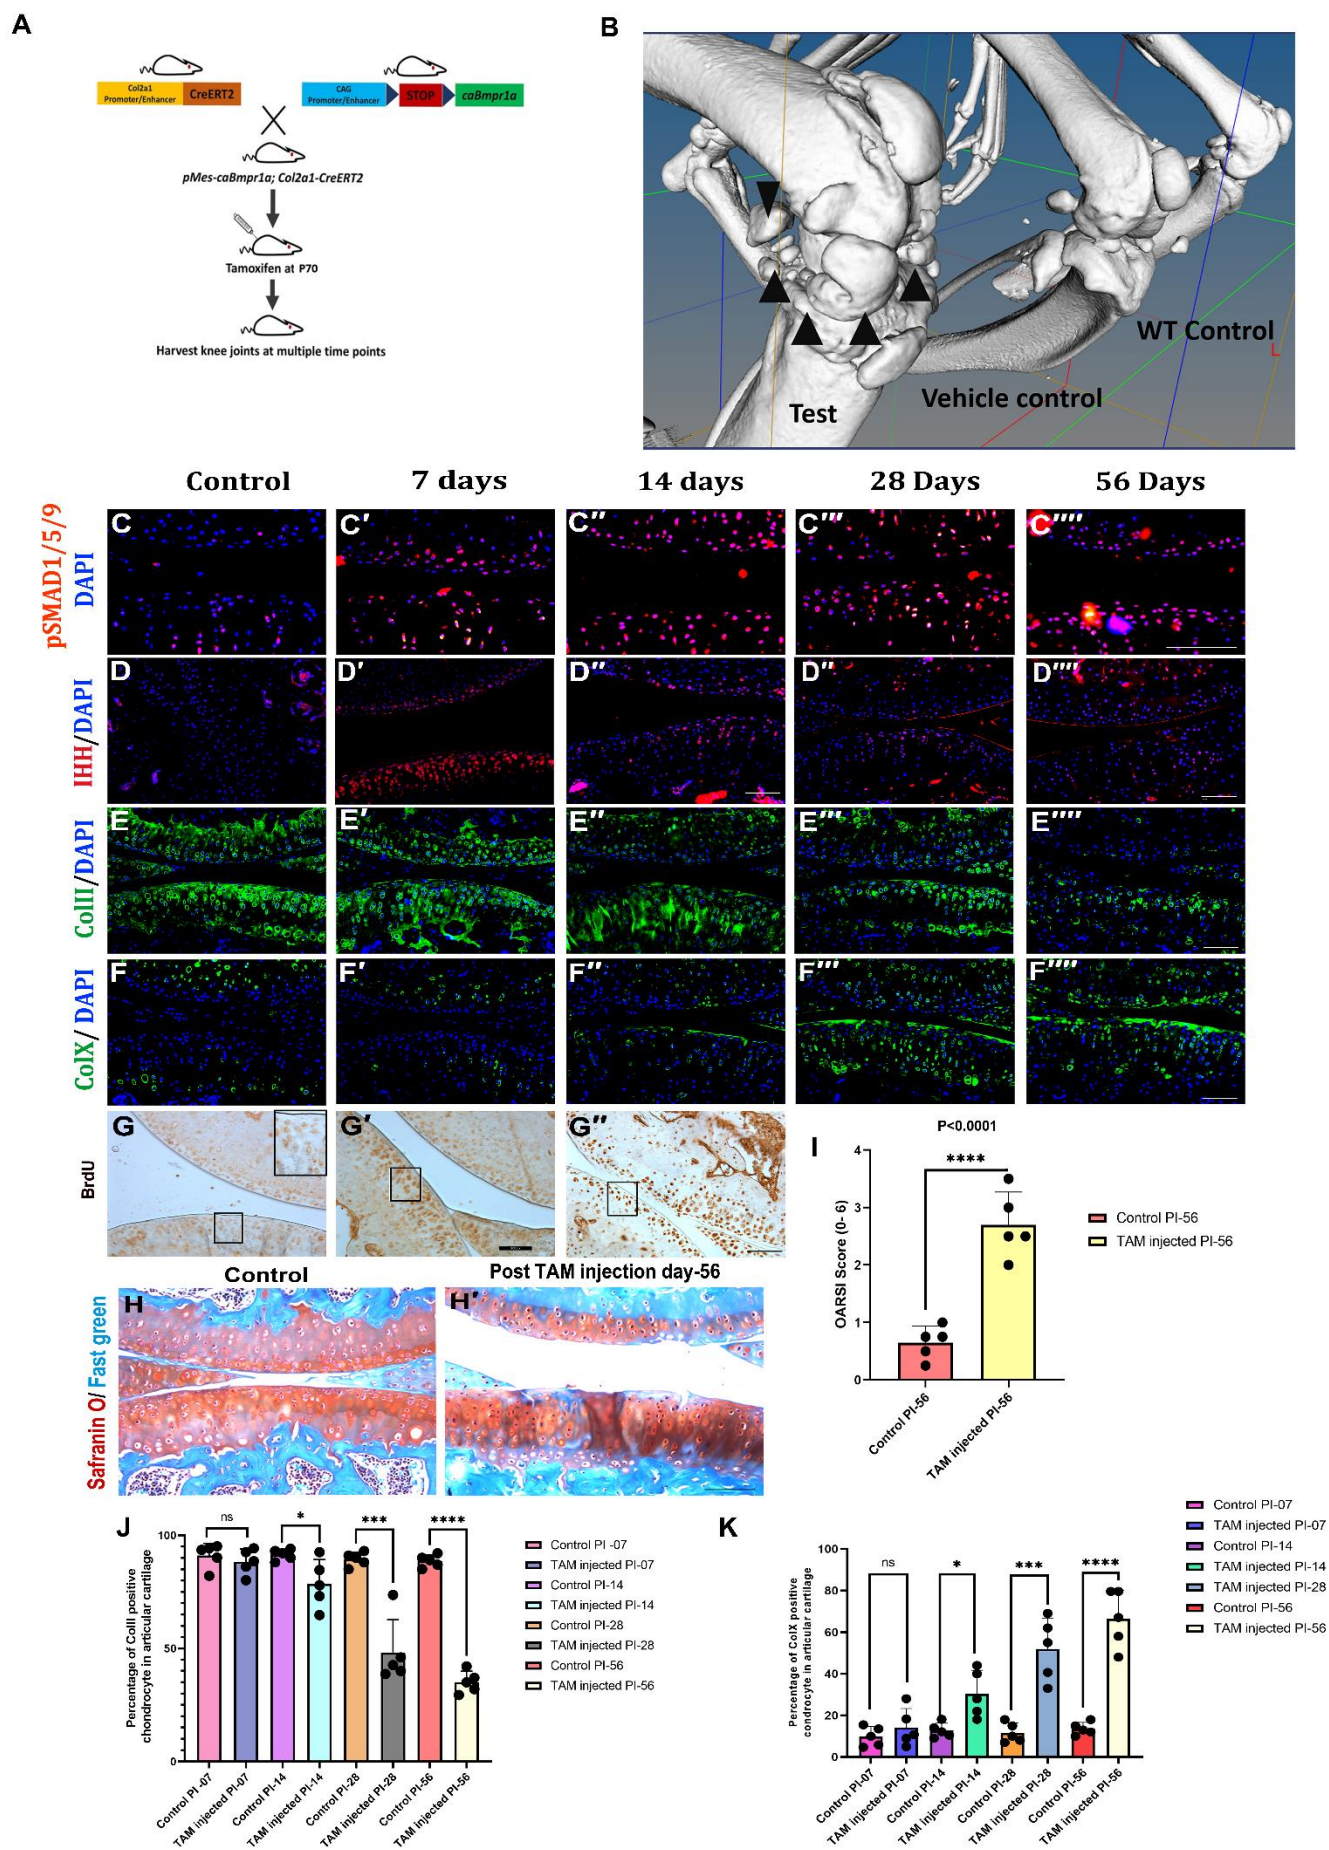 A
Col2a1
Promoter/Enhancer
CreERT2
CAG
Promoter/Enhancer
STOP
caBmpr1a
pMes-caBmpr1a; Col2a1-CreERT2
Tamoxifen at P70
Harvest knee joints at multiple time points
B
Test
Vehicle control
WT Control
L
Control
7 days
14 days
28 Days
56 Days
pSMAD1/5/9
DAPI
C
C'
C''
C'''
C''''
IHH/DAPI
D
D'
D''
D''
D''''
ColII/DAPI
E
E'
E''
E'''
E''''
ColX/ DAPI
F
F'
F''
F'''
F''''
BrdU
G
G'
G''
Control
Post TAM injection day-56
Safranin O/ Fast green
H
H'
I
P<0.0001
****
OARSI Score (0- 6)
4
3
2
1
0
Control PI-56
TAM injected PI-56
Control PI-56
TAM injected PI-56
J
Percentage of ColII positive
chondrocyte in articular cartilage
100
50
0
ns
*
***
****
Control PI-07
TAM injected PI-07
Control PI-14
TAM injected PI-14
Control PI-28
TAM injected PI-28
Control PI-56
TAM injected PI-56
Control PI -07
TAM injected PI-07
Control PI-14
TAM injected PI-14
Control PI-28
TAM injected PI-28
Control PI-56
TAM injected PI-56
K
Percentage of ColX positive
condrocyte in articular cartilage
100
80
60
40
20
0
ns
*
***
****
Control PI-07
TAM injected PI-07
Control PI-14
TAM injected PI-14
Control PI-28
TAM injected PI-28
Control PI-56
TAM injected PI-56
Control PI-07
TAM injected PI-07
Control PI-14
TAM injected PI-14
TAM injected PI-28
Control PI-56
TAM injected PI-56